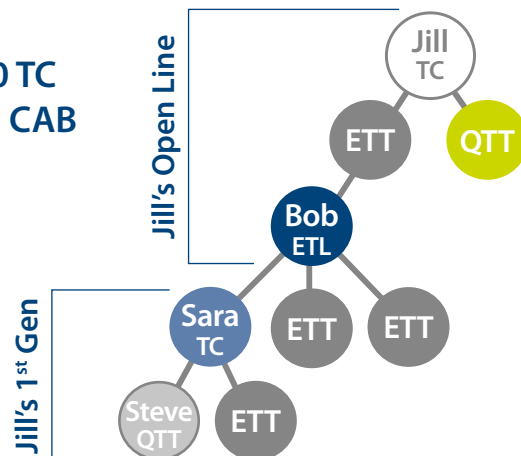 TC
CAB
Jill's Open Line
Jill
TC
ETT
QTT
Bob
ETL
Jill's 1st Gen
Sara
TC
ETT
ETT
Steve
QTT
ETT